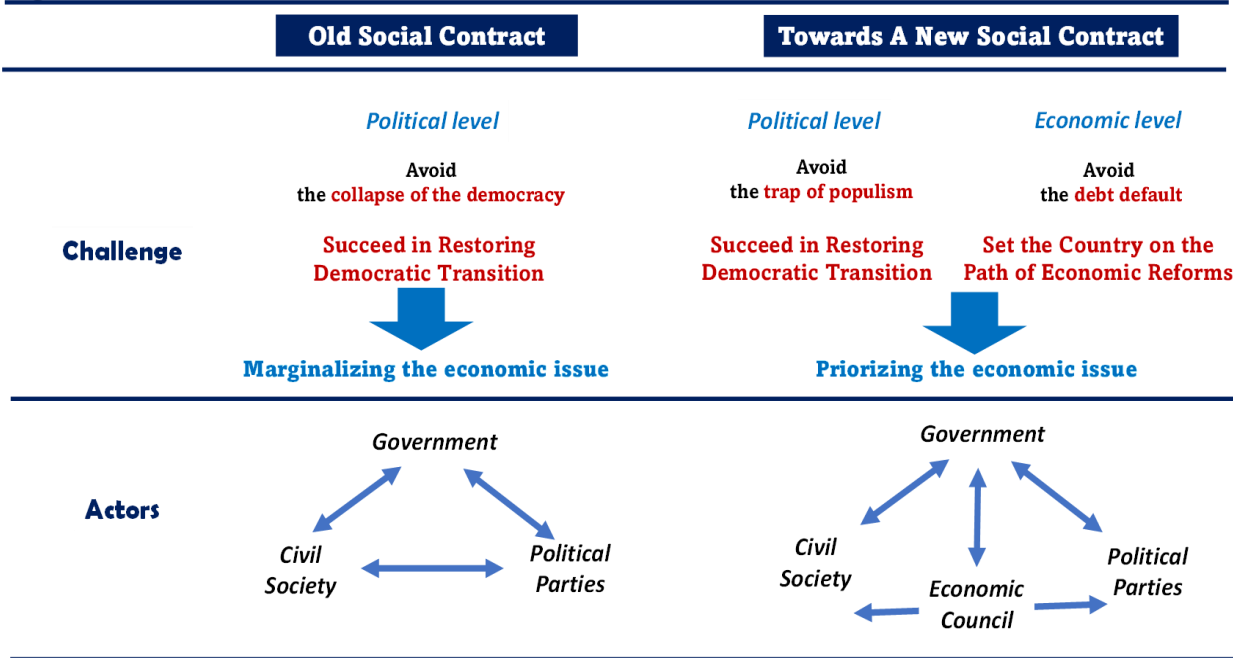 Old Social Contract
Towards A New Social Contract
Political level
Political level
Economic level
Avoid
the collapse of the democracy
Avoid
the trap of populism
Avoid
the debt default
Challenge
Succeed in Restoring
Democratic Transition
Succeed in Restoring
Democratic Transition
Set the Country on the
Path of Economic Reforms
Marginalizing the economic issue
Priorizing the economic issue
Actors
Government
Civil
Society
Political
Parties
Government
Civil
Society
Economic
Council
Political
Parties